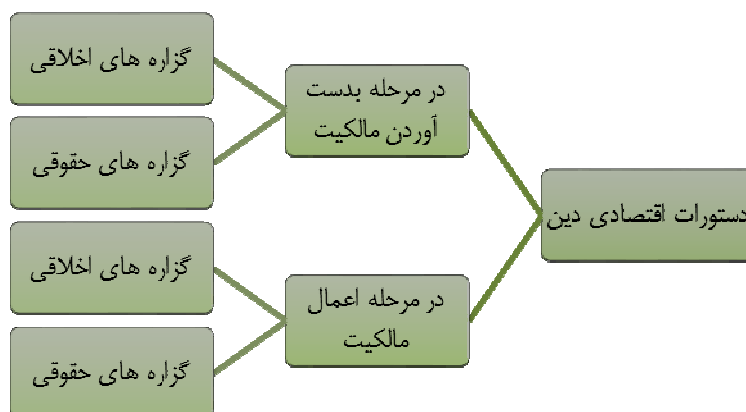 دستورات اقتصادی دین
در مرحله بدست
آوردن مالکیت
گزاره های اخلاقی
گزاره های حقوقی
در مرحله اعمال
مالکیت
گزاره های اخلاقی
گزاره های حقوقی